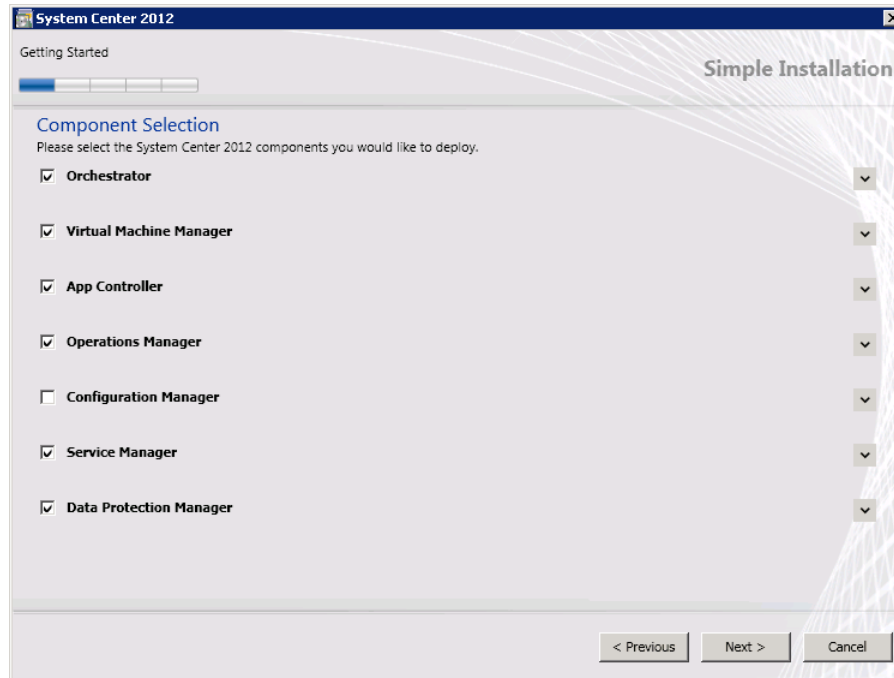 System Center 2012
Getting Started
Simple Installation
Component Selection
Please select the System Center 2012 components you would like to deploy.
Orchestrator
Virtual Machine Manager
App Controller
Operations Manager
Configuration Manager
Service Manager
Data Protection Manager
< Previous Next > Cancel